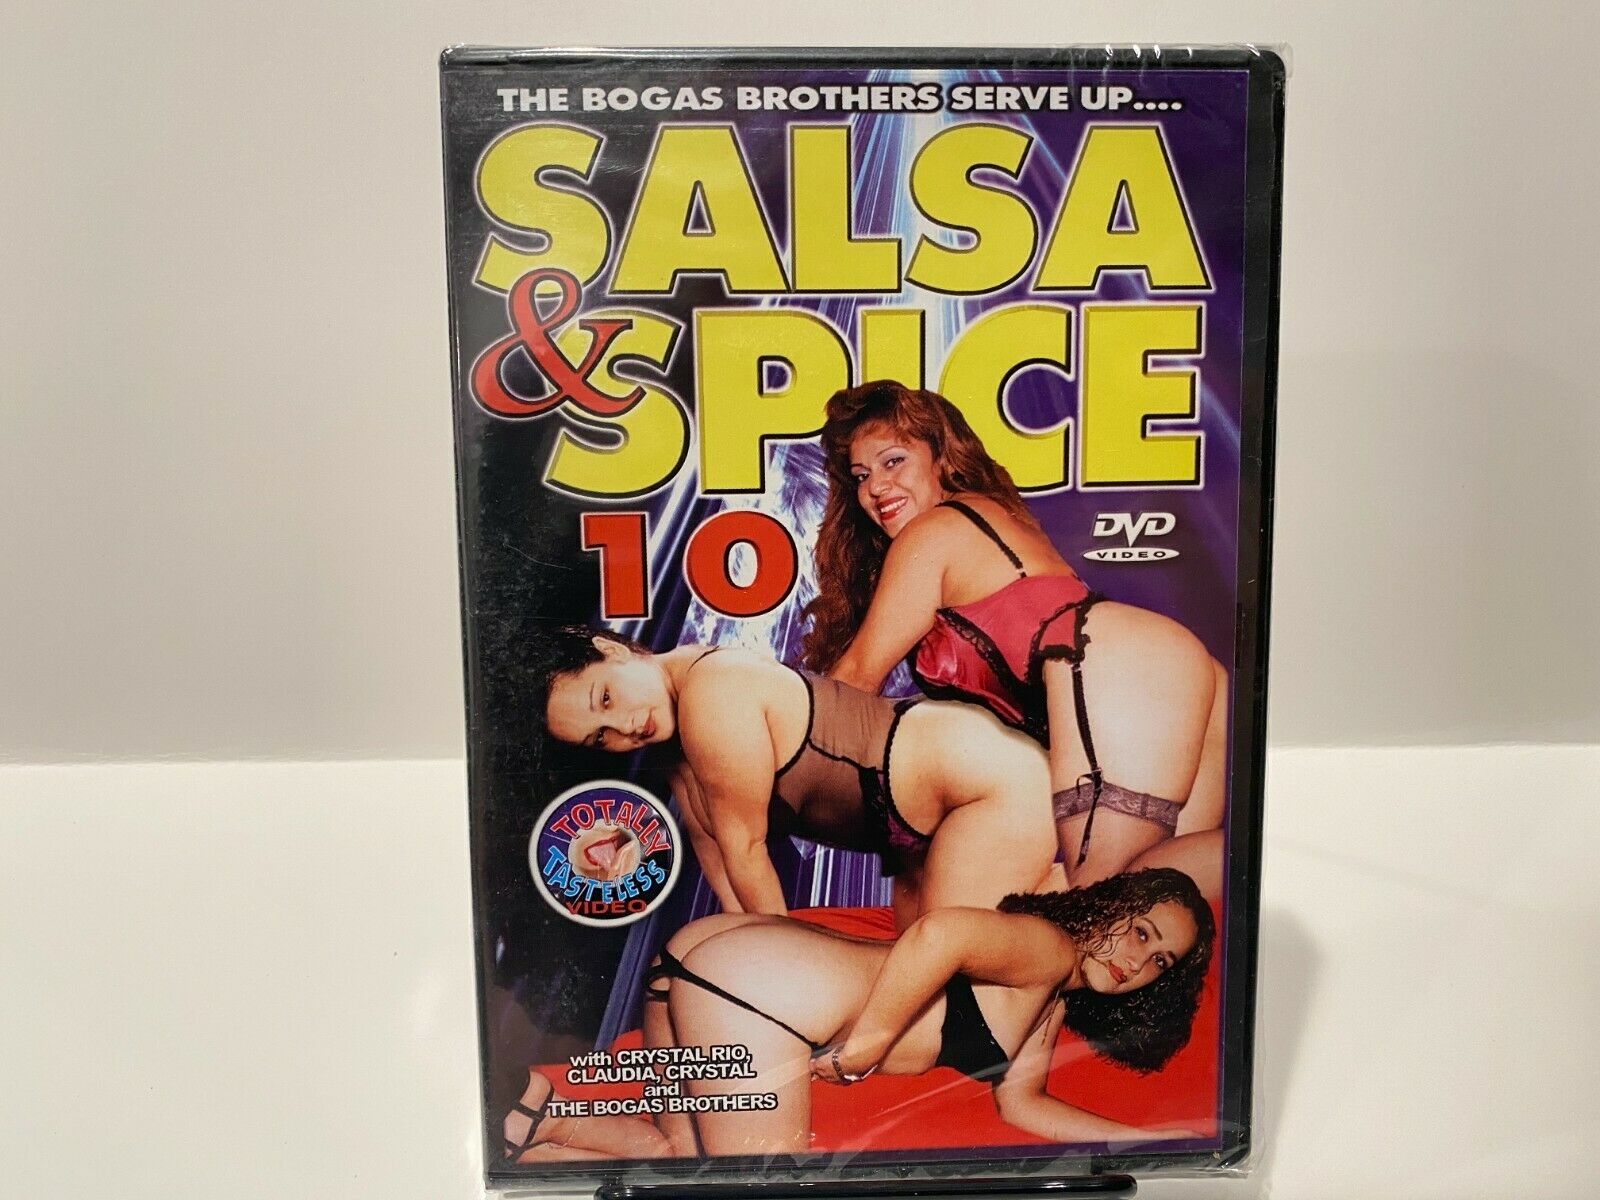 THE BOGAS BROTHERS SERVE UP....
SALSA
& SPICE
10
DVD
VIDEO
TOTALLY
TASTELESS
VIDEO
with CRYSTAL RIO,
CLAUDIA, CRYSTAL
and
THE BOGAS BROTHERS